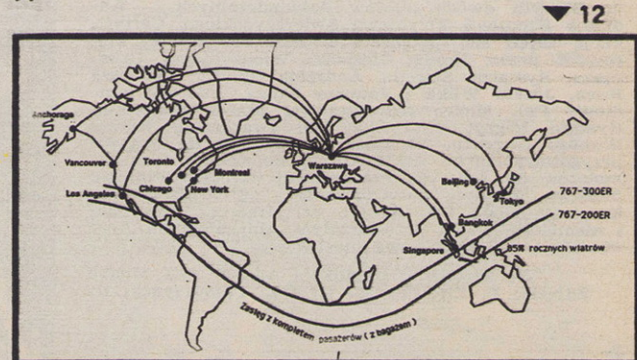 ▼ 12
Anchorage
Vancouver
Toronto
Montreal
Chicago
New York
Los Angeles
Warszawa
Beijing
Tokyo
Bangkok
Singapore
767-300ER
767-200ER
85% rocznych wiatrów
Zasięg z kompletem pasażerów ( z bagażem )